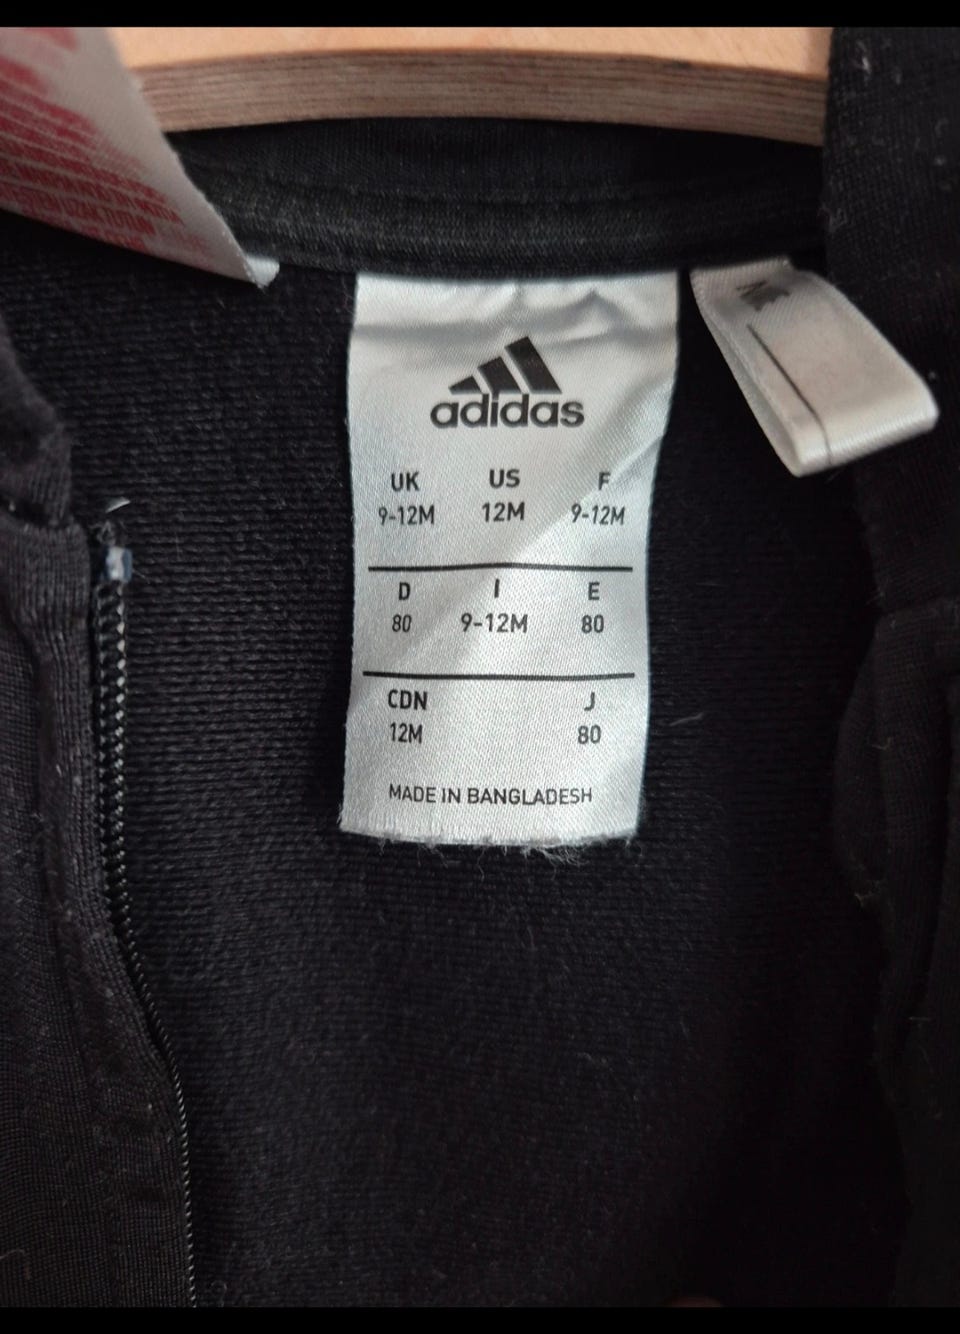 adidas
UK US F
9-12M 12M 9-12M
D I E
80 9-12M 80
CDN J
12M 80
MADE IN BANGLADESH